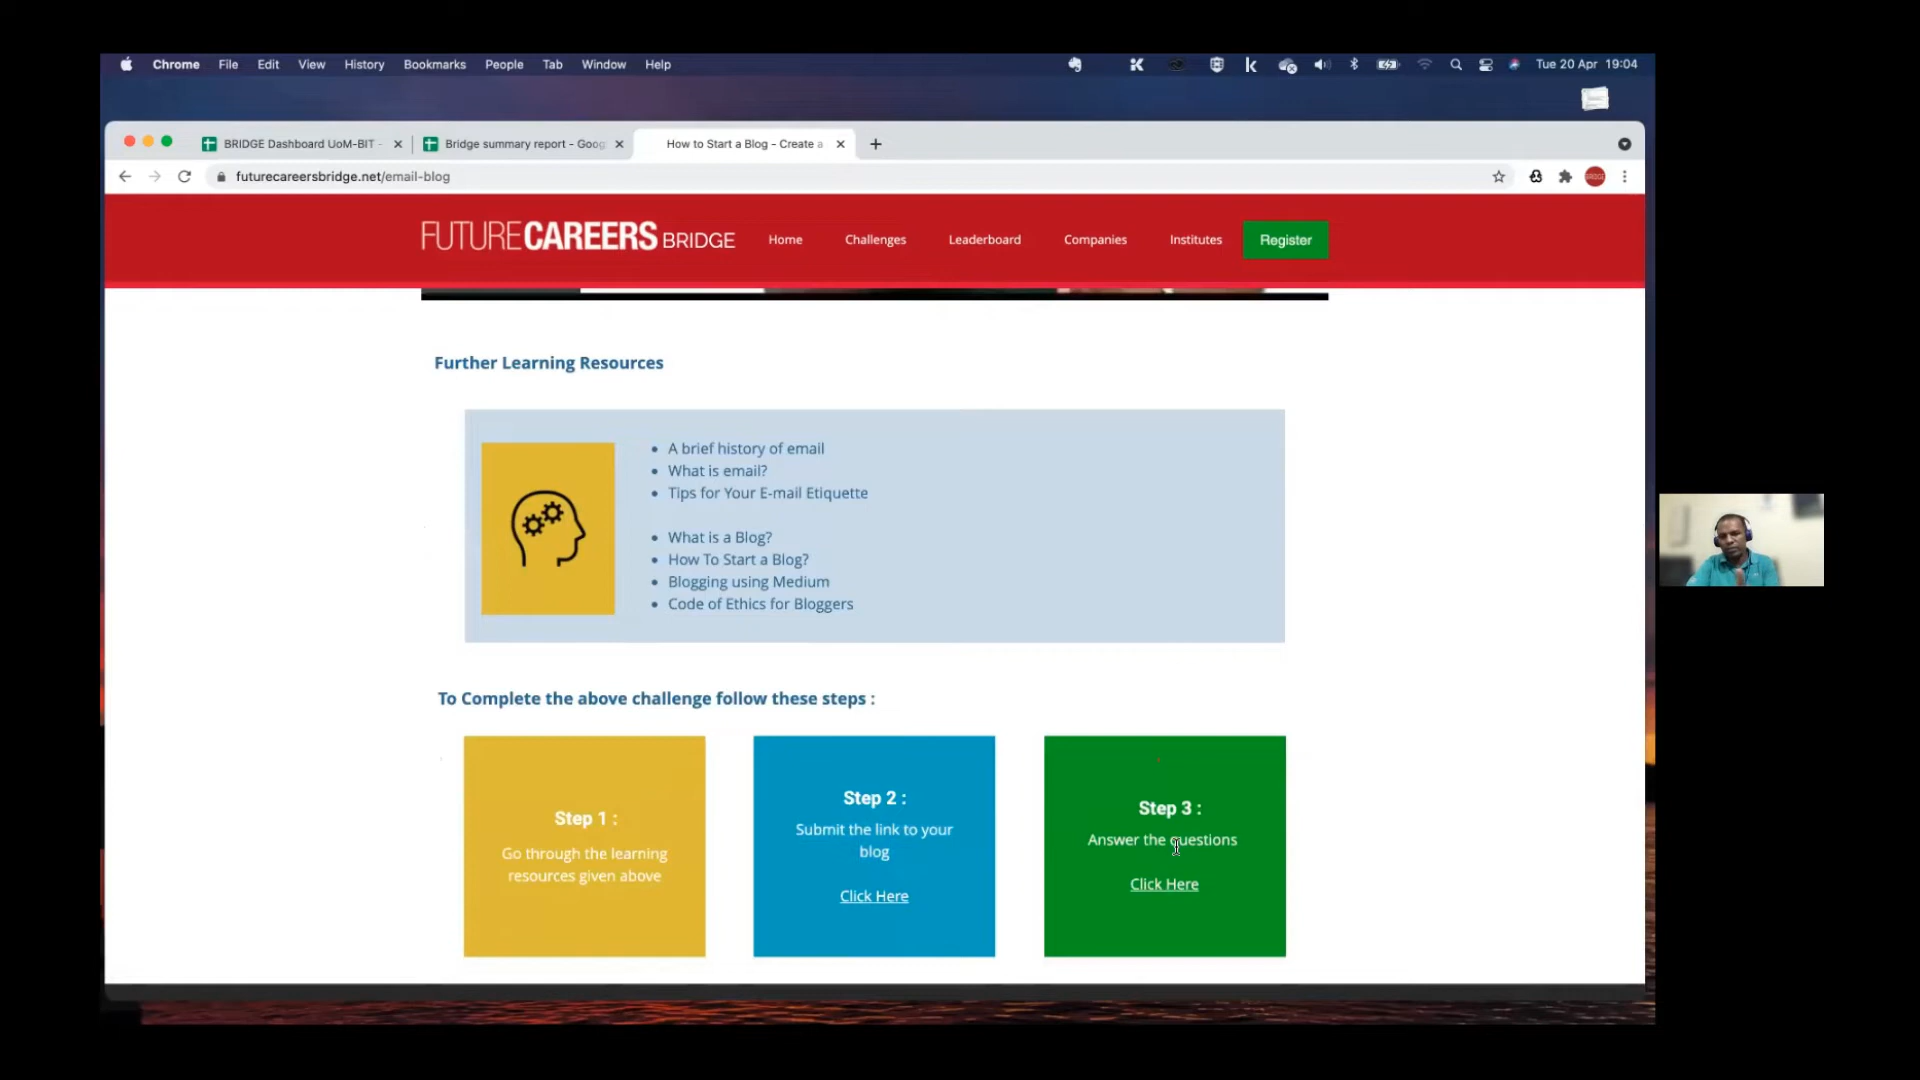 Chrome File Edit View History Bookmarks People Tab Window Help Tue 20 Apr 19:04
BRIDGE Dashboard UoM-BIT - Bridge summary report - Goog How to Start a Blog - Create a
futurecareersbridge.net/email-blog
FUTURECAREERS BRIDGE Home Challenges Leaderboard Companies Institutes Register
Further Learning Resources
A brief history of email
What is email?
Tips for Your E-mail Etiquette
What is a Blog?
How To Start a Blog?
Blogging using Medium
Code of Ethics for Bloggers
To Complete the above challenge follow these steps :
Step 1 :
Go through the learning
resources given above
Step 2 :
Submit the link to your
blog
Click Here
Step 3 :
Answer the questions
Click Here